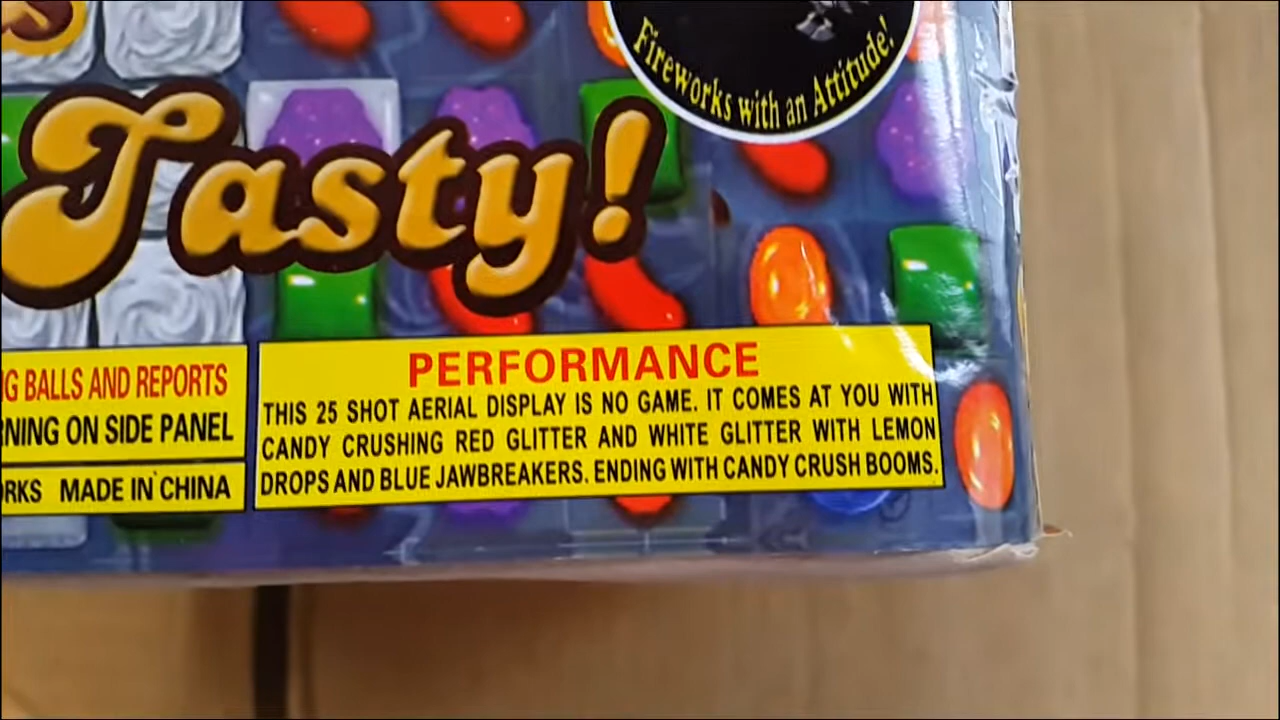 Fireworks with an Attitude!
Tasty!
BALLS AND REPORTS
ON SIDE PANEL
MADE IN CHINA
PERFORMANCE
THIS 25 SHOT AERIAL DISPLAY IS NO GAME. IT COMES AT YOU WITH
CANDY CRUSHING RED GLITTER AND WHITE GLITTER WITH LEMON
DROPS AND BLUE JAWBREAKERS. ENDING WITH CANDY CRUSH BOOMS.